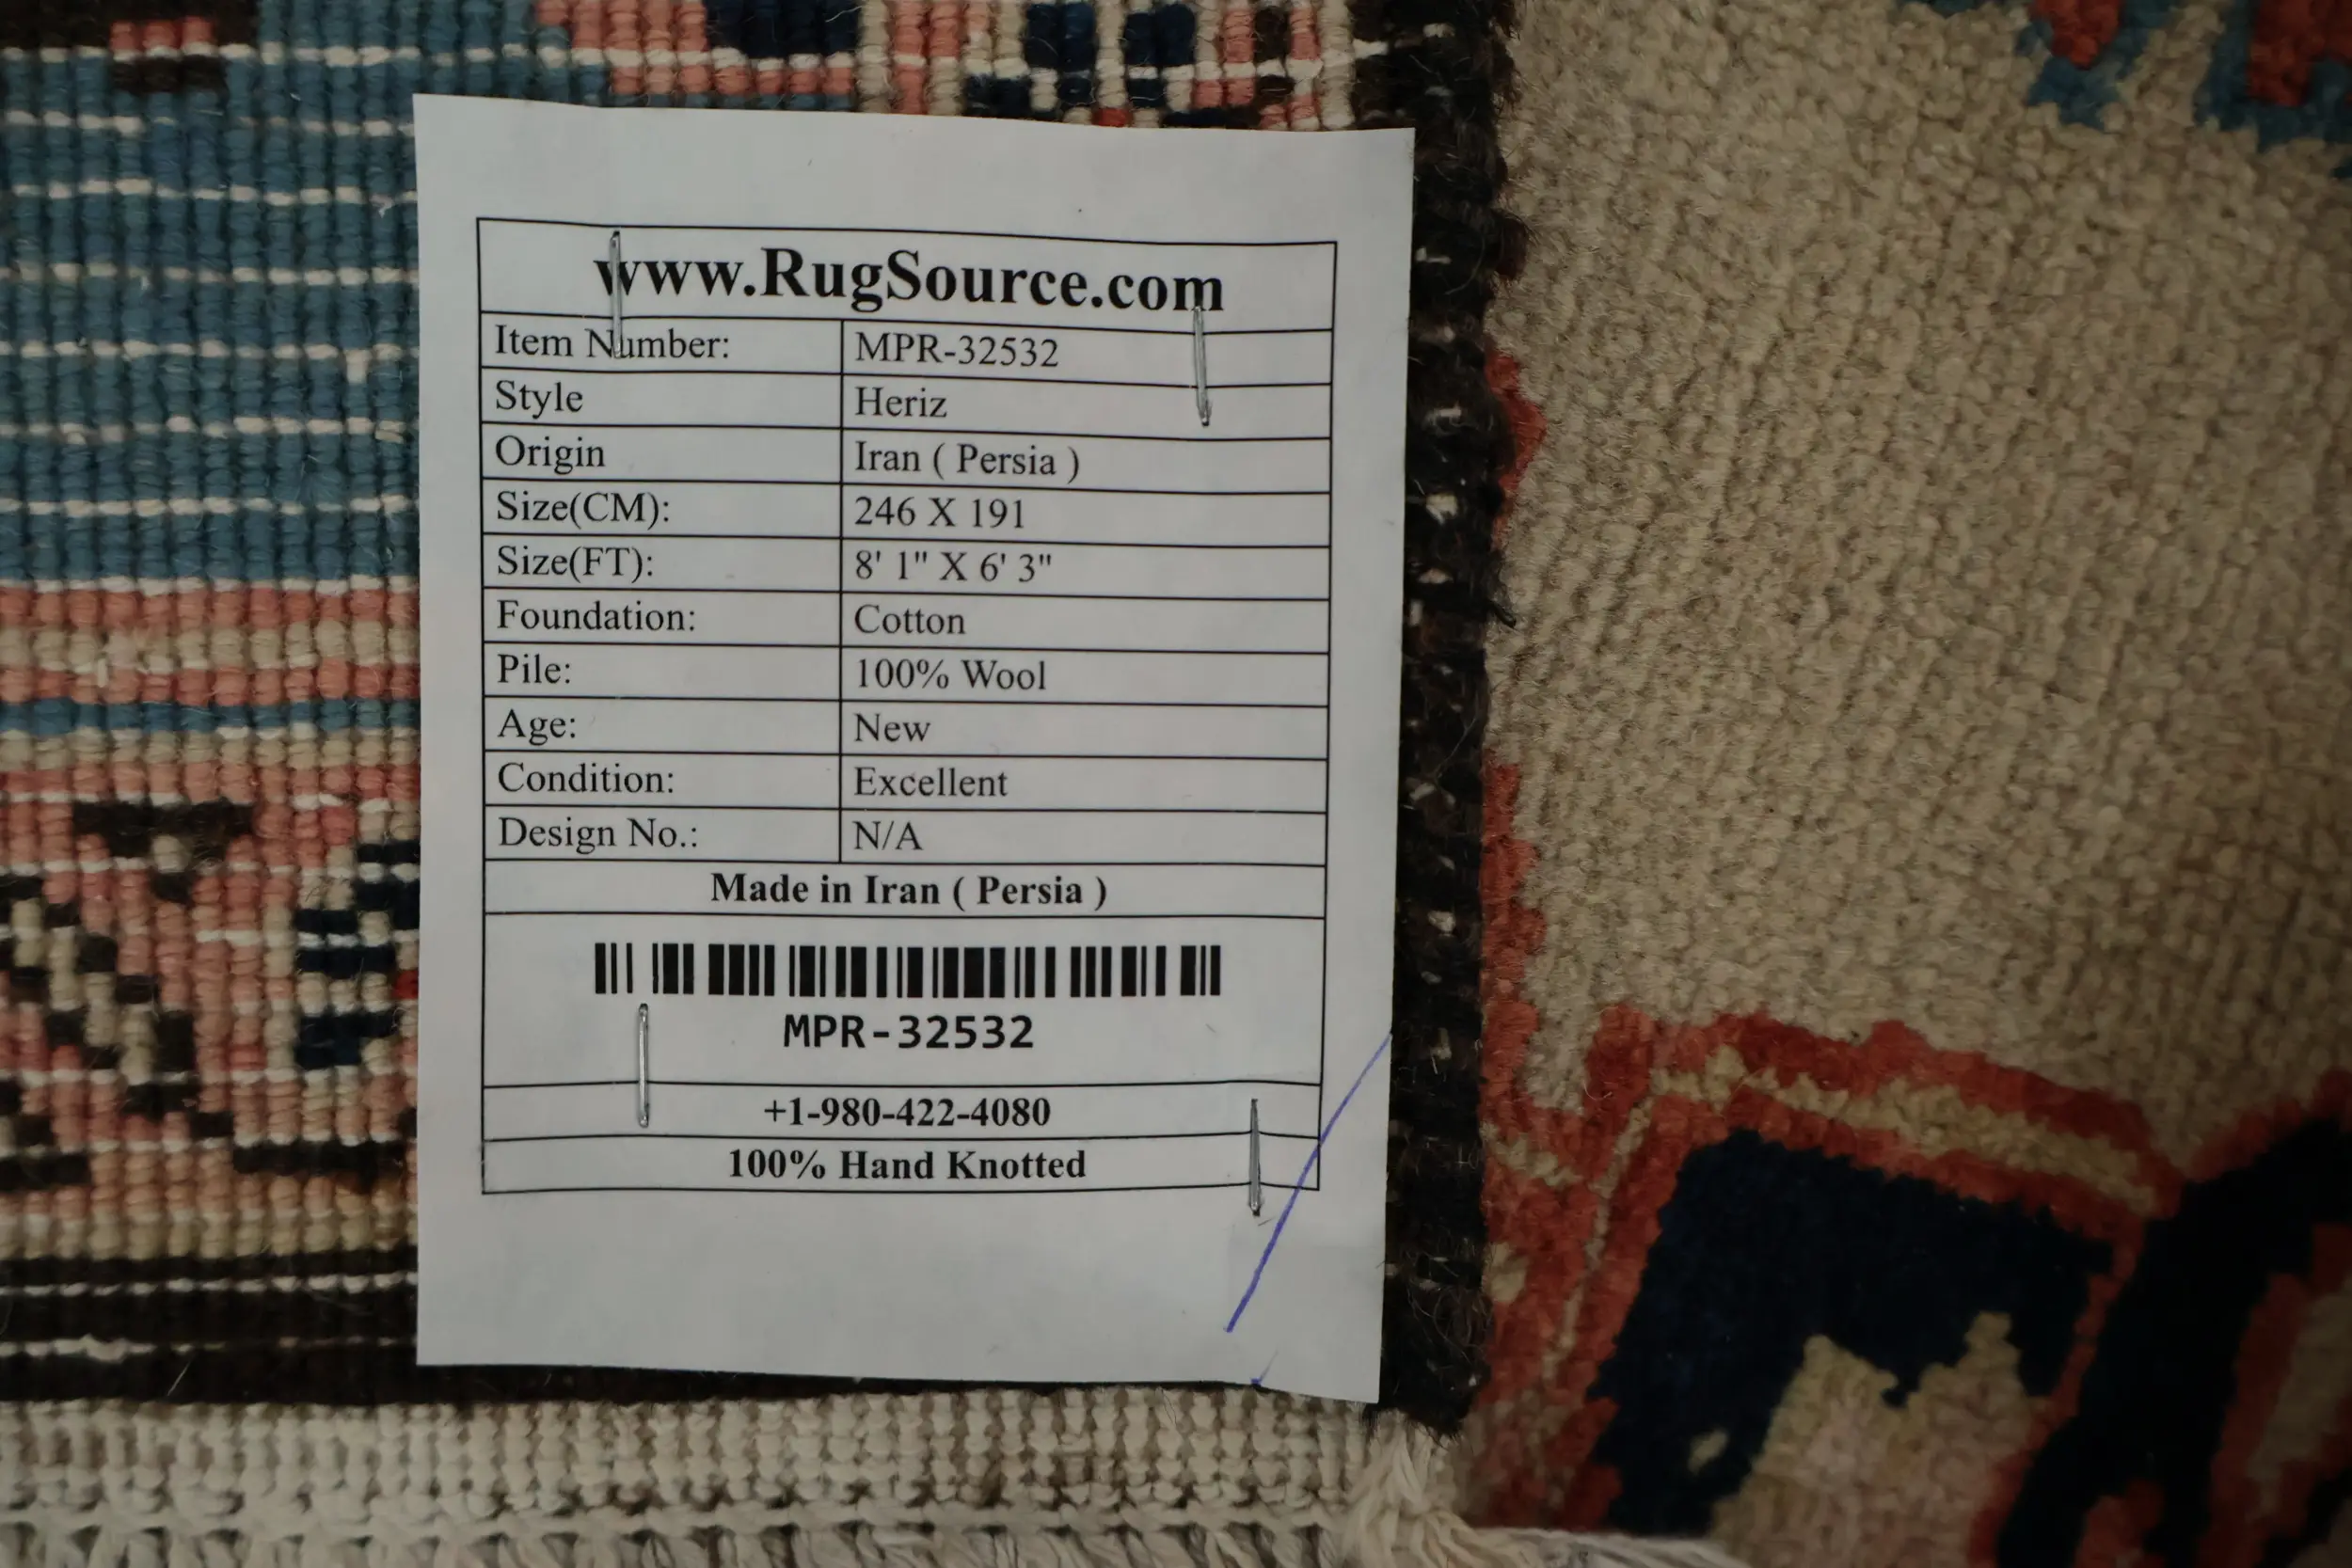 www.RugSource.com
Item Number: MPR-32532
Style Heriz
Origin Iran ( Persia )
Size(CM): 246 X 191
Size(FT): 8' 1" X 6' 3"
Foundation: Cotton
Pile: 100% Wool
Age: New
Condition: Excellent
Design No.: N/A
Made in Iran ( Persia )
MPR-32532
+1-980-422-4080
100% Hand Knotted